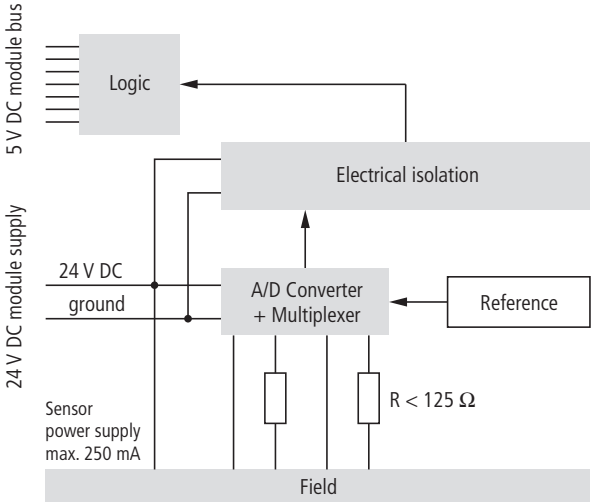 5 V DC module bus
Logic
Electrical isolation
24 V DC module supply
24 V DC
ground
A/D Converter
+ Multiplexer
Reference
R < 125 Ω
Sensor
power supply
max. 250 mA
Field